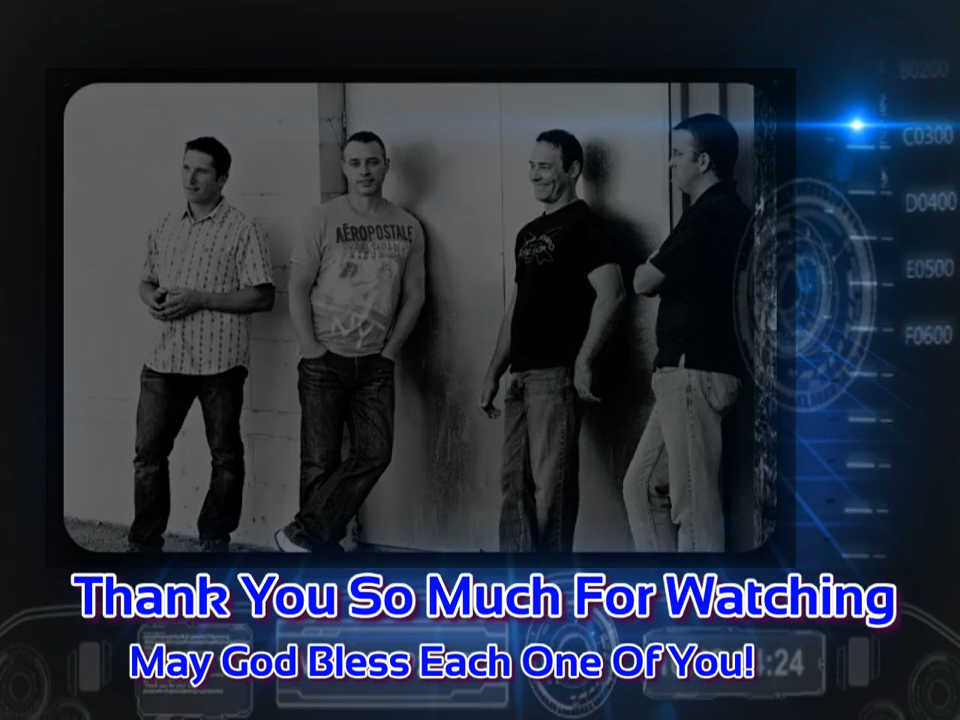 B0200
C0300
D0400
E0500
F0600
AÉROPOSTALE
Thank You So Much For Watching
May God Bless Each One Of You!
:24